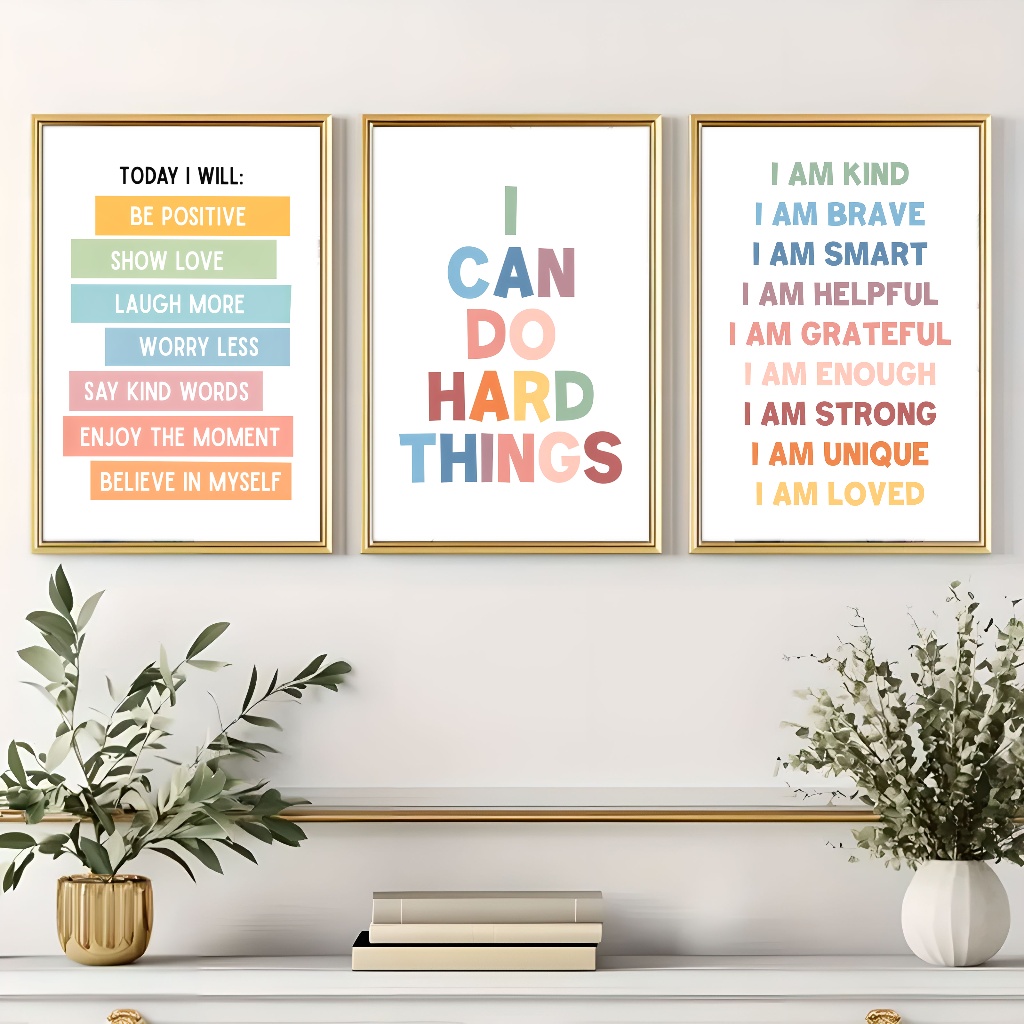 TODAY I WILL:
BE POSITIVE
SHOW LOVE
LAUGH MORE
WORRY LESS
SAY KIND WORDS
ENJOY THE MOMENT
BELIEVE IN MYSELF
I
CAN
DO
HARD
THINGS
I AM KIND
I AM BRAVE
I AM SMART
I AM HELPFUL
I AM GRATEFUL
I AM ENOUGH
I AM STRONG
I AM UNIQUE
I AM LOVED